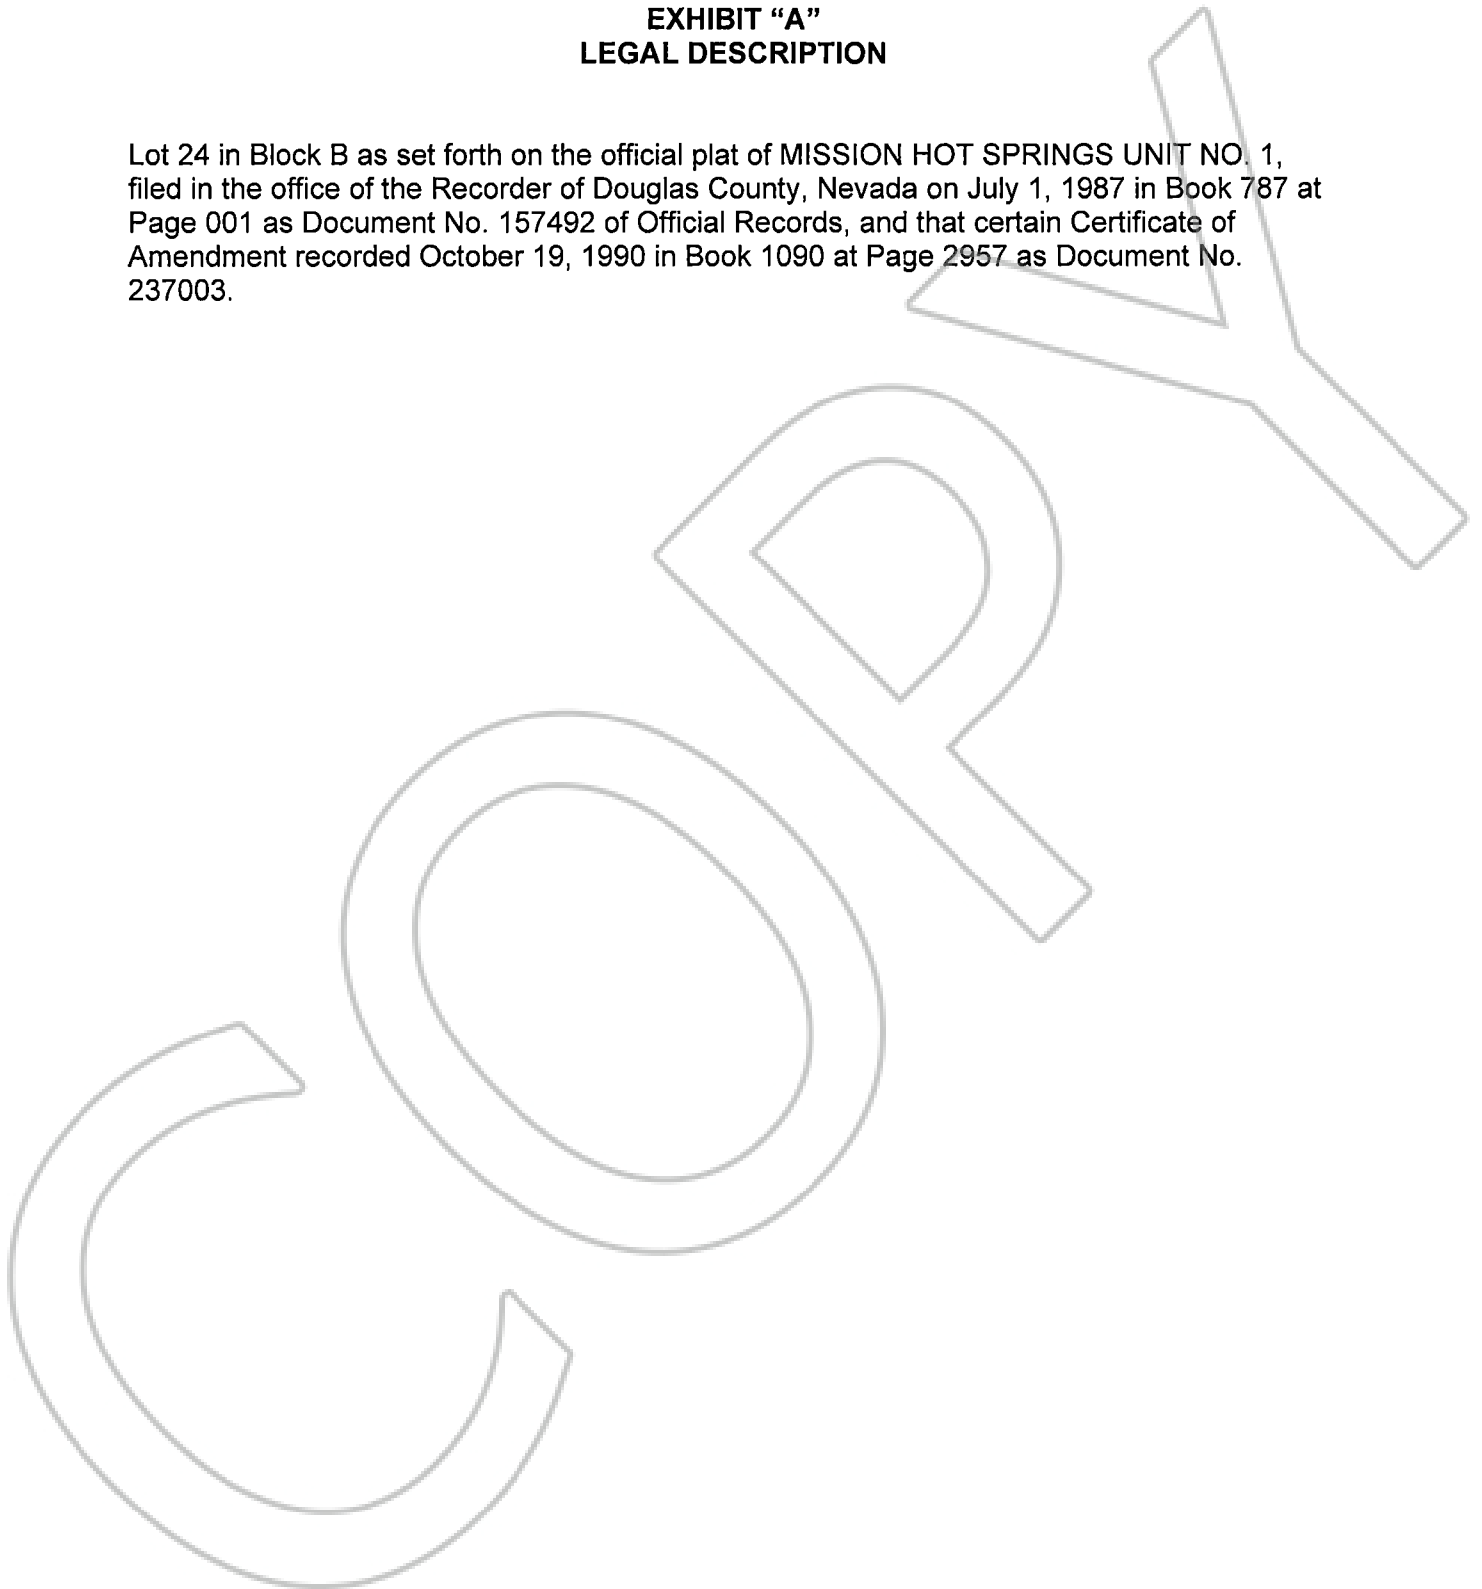 EXHIBIT “A”
LEGAL DESCRIPTION
Lot 24 in Block B as set forth on the official plat of MISSION HOT SPRINGS UNIT NO. 1,
filed in the office of the Recorder of Douglas County, Nevada on July 1, 1987 in Book 787 at
Page 001 as Document No. 157492 of Official Records, and that certain Certificate of
Amendment recorded October 19, 1990 in Book 1090 at Page 2957 as Document No.
237003.
COPY